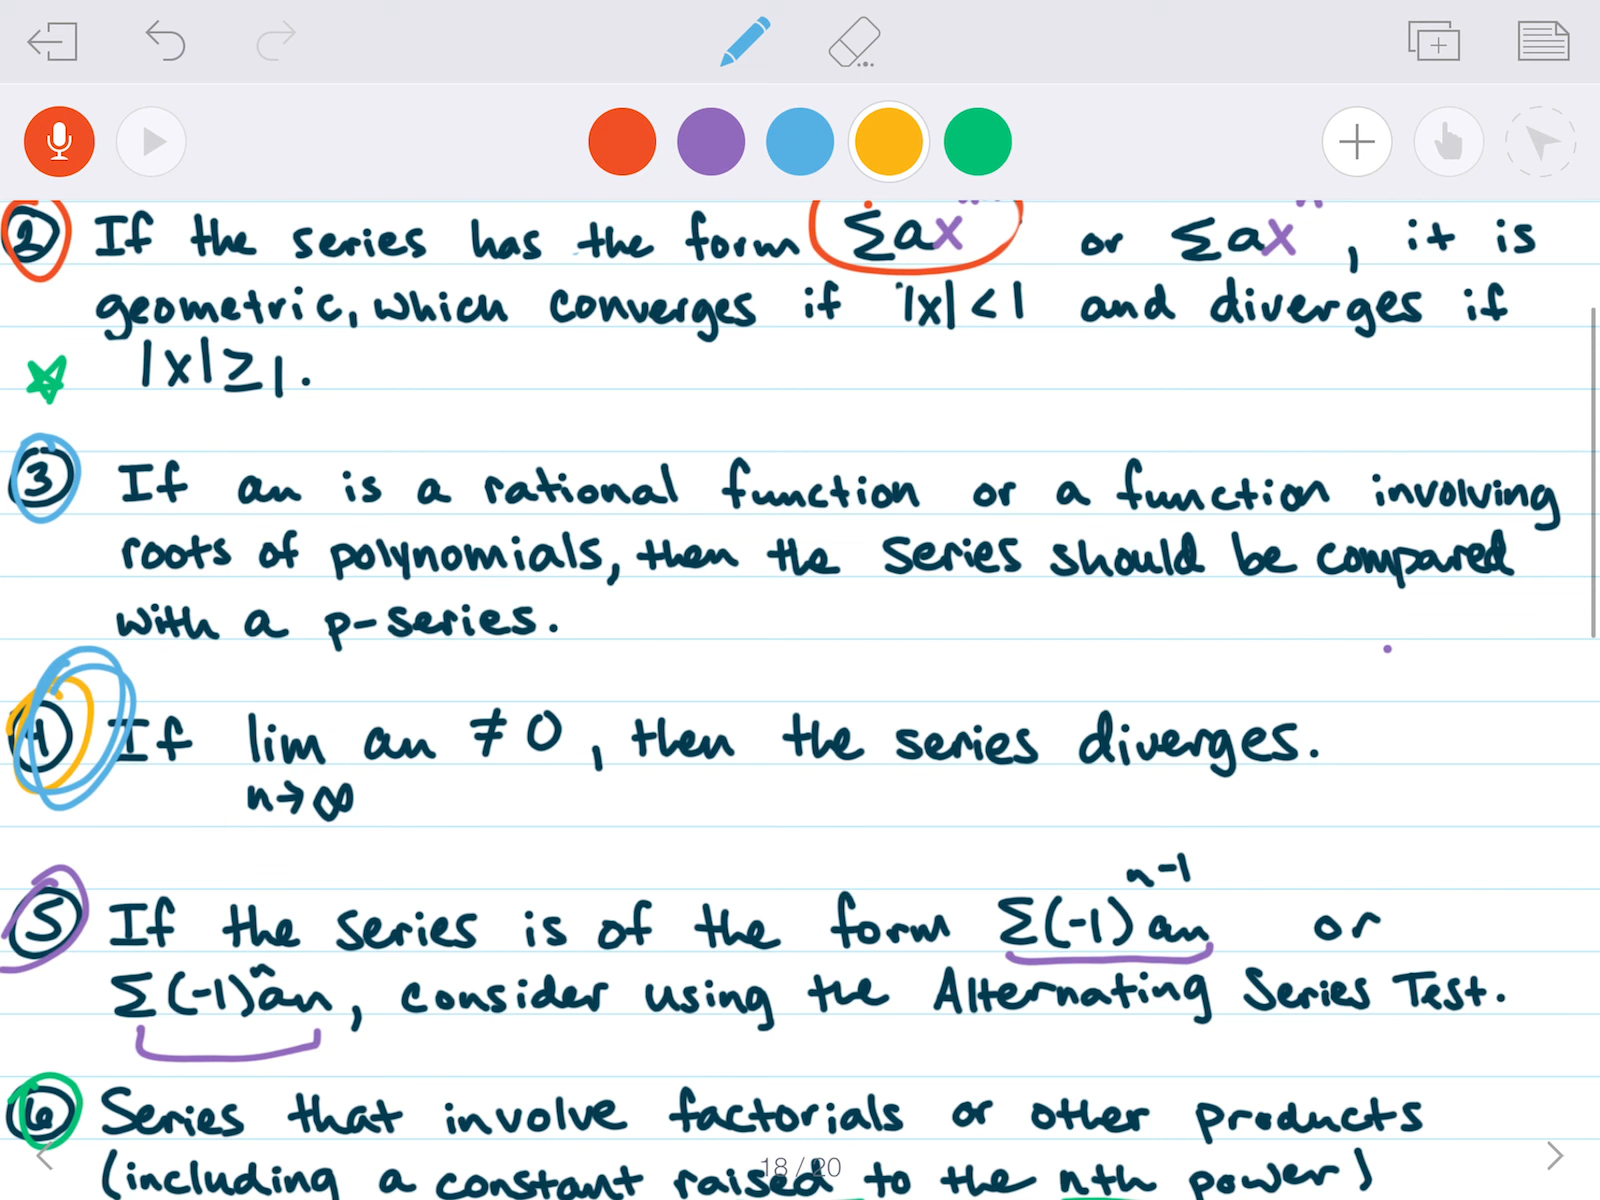 ② If the series has the form Σax or Σaxⁿ, it is
geometric, which converges if |x|<1 and diverges if
|x|≥1.
③ If an is a rational function or a function involving
roots of polynomials, then the series should be compared
with a p-series.
④ If lim an ≠ 0, then the series diverges.
n→∞
⑤ If the series is of the form Σ(-1)ⁿ⁻¹an or
Σ(-1)ⁿan, consider using the Alternating Series Test.
⑥ Series that involve factorials or other products
(including a constant raised to the nth power)
18 / 20